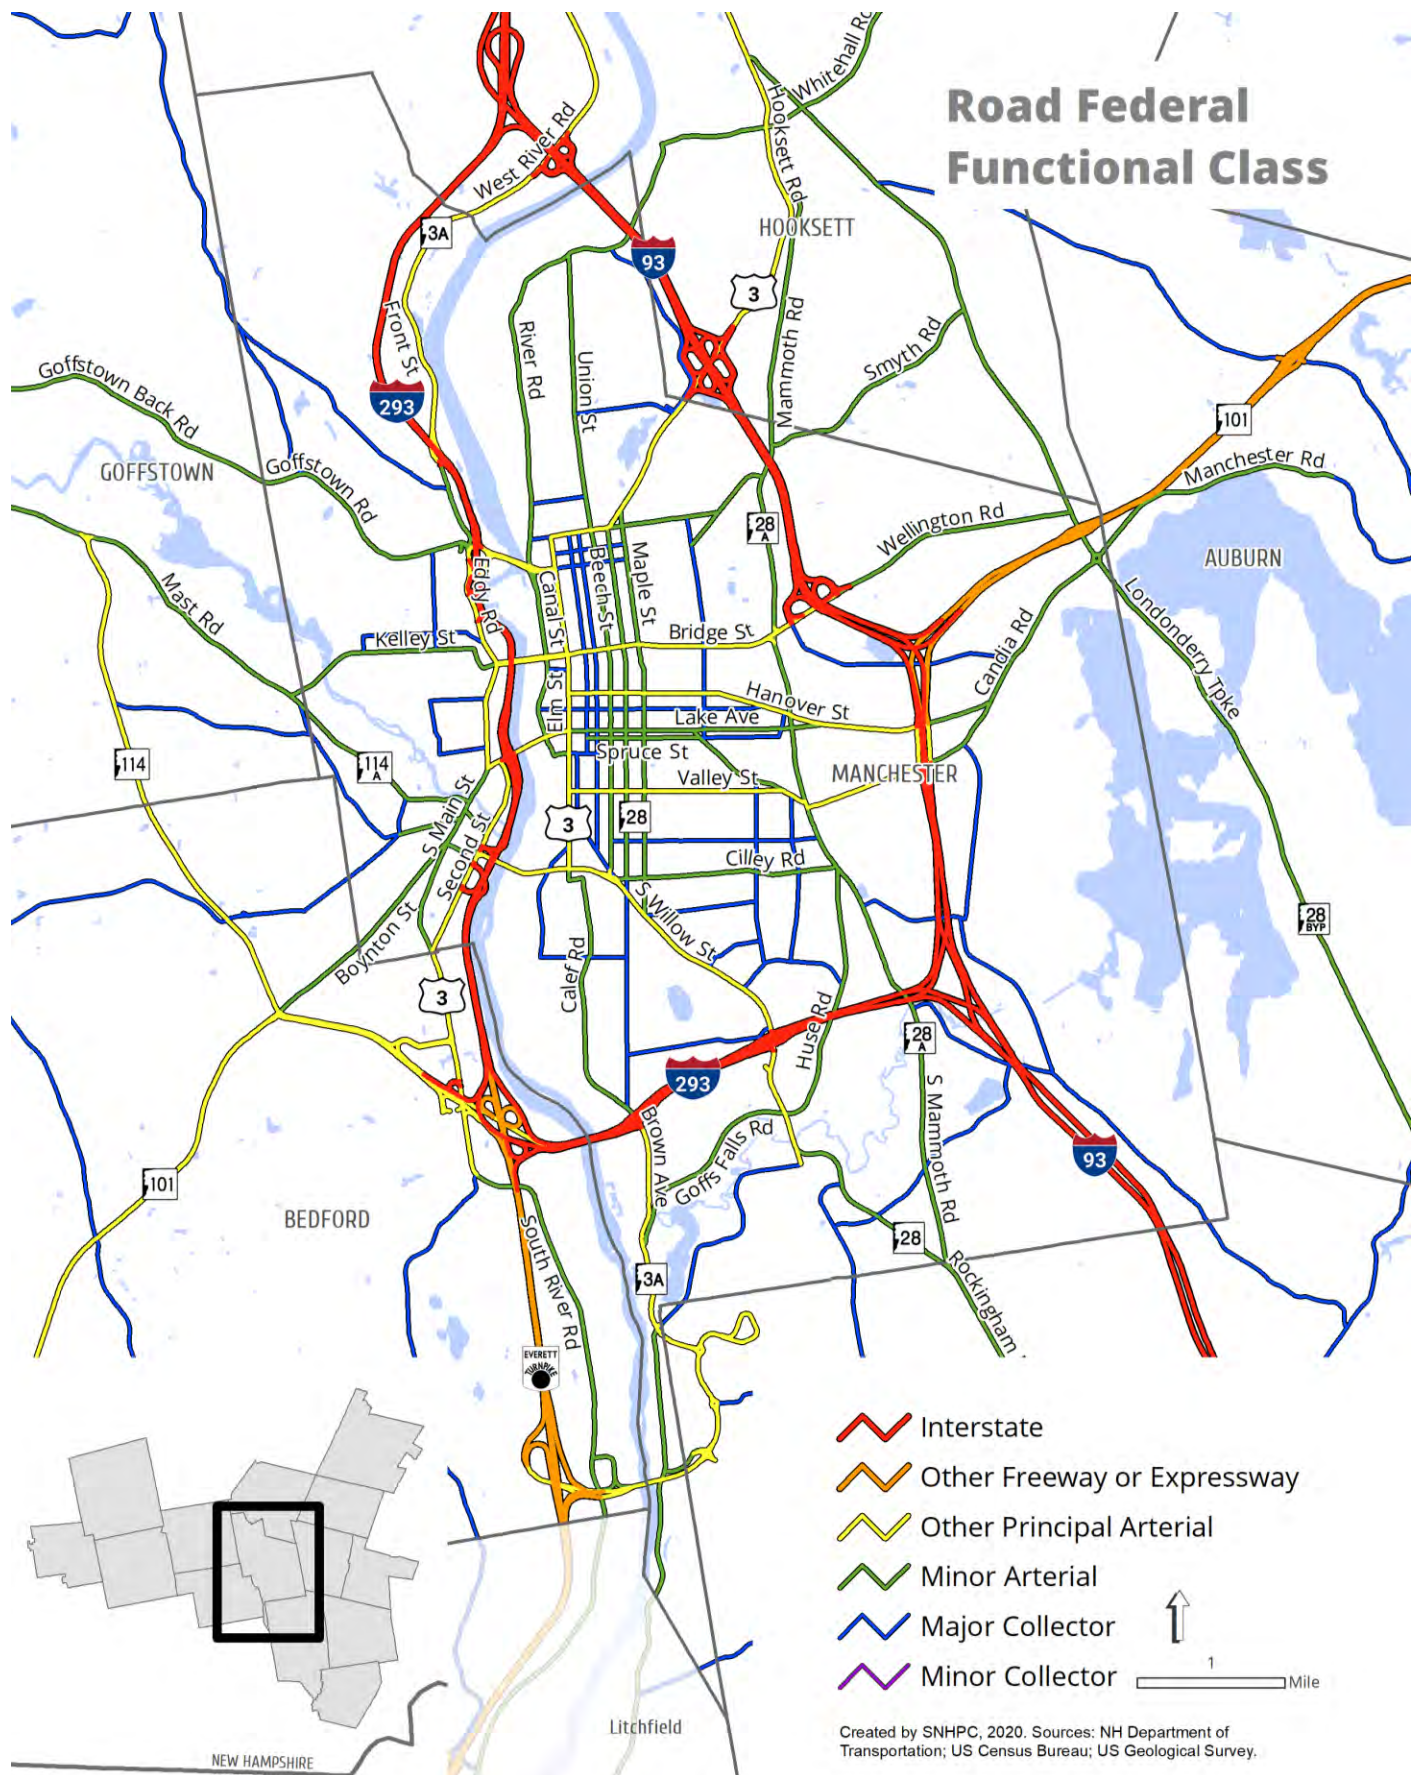 Road Federal
Functional Class
Whitehall Rd
Hooksett Rd
West River Rd
3A
HOOKSETT
93
3
Front St
River Rd
Union St
Mammoth Rd
Smyth Rd
Goffstown Back Rd
293
101
GOFFSTOWN
Goffstown Rd
Manchester Rd
28
A
Wellington Rd
AUBURN
Eddy Rd
Canal St
Beech St
Maple St
Mast Rd
Londonderry Tpke
Kelley St
Bridge St
Candia Rd
Elm St
Hanover St
Lake Ave
Spruce St
114
114
A
Valley St
MANCHESTER
S Main St
Second St
3
28
Cilley Rd
S Willow St
28
BYP
Boynton St
Calef Rd
3
Huse Rd
28
A
293
S Mammoth Rd
Brown Ave
Goffs Falls Rd
93
101
BEDFORD
South River Rd
28
3A
Rockingham
EVERETT
TURNPIKE
Interstate
Other Freeway or Expressway
Other Principal Arterial
Minor Arterial
Major Collector
Minor Collector
1
Mile
Litchfield
NEW HAMPSHIRE
Created by SNHPC, 2020. Sources: NH Department of
Transportation; US Census Bureau; US Geological Survey.